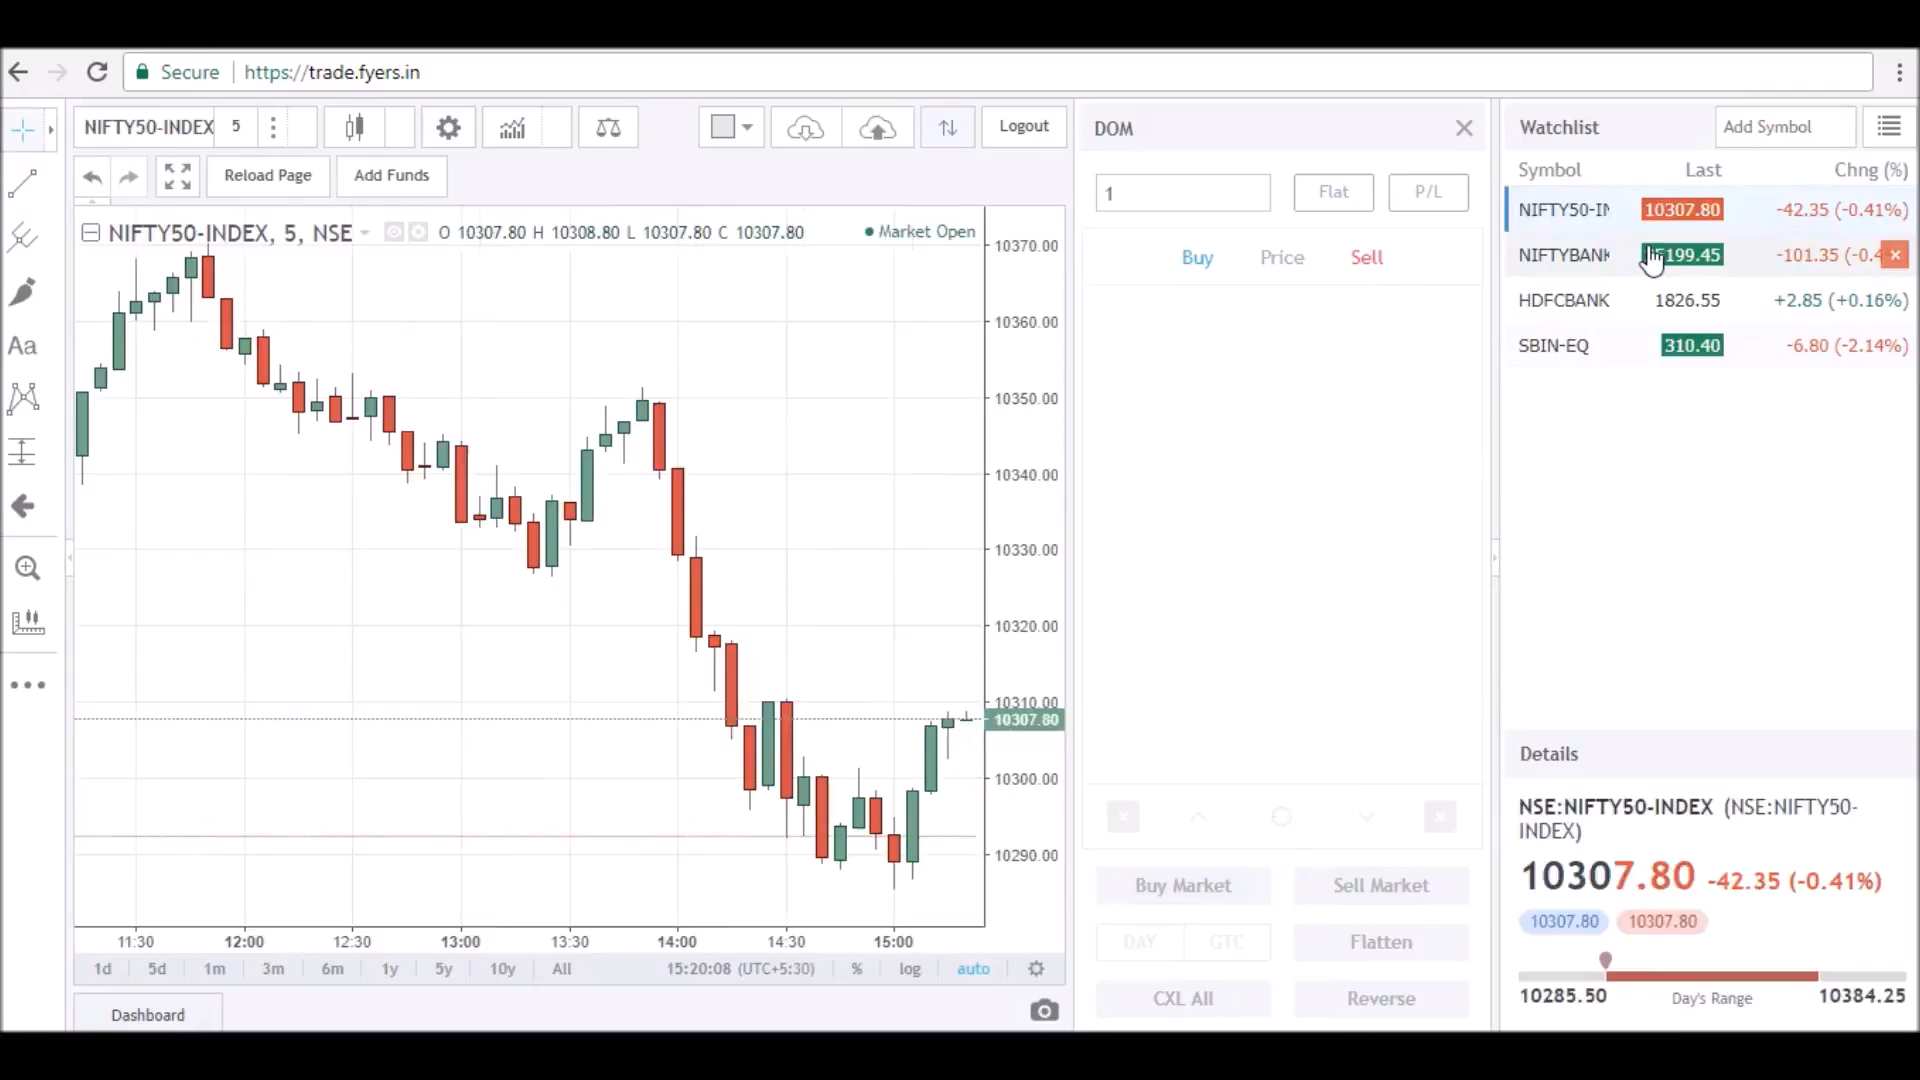 Secure https://trade.fyers.in
NIFTY50-INDEX 5
Logout
Reload Page Add Funds
NIFTY50-INDEX, 5, NSE O 10307.80 H 10308.80 L 10307.80 C 10307.80 Market Open
Aa
10370.00
10360.00
10350.00
10340.00
10330.00
10320.00
10310.00
10307.80
10300.00
10290.00
11:30 12:00 12:30 13:00 13:30 14:00 14:30 15:00
1d 5d 1m 3m 6m 1y 5y 10y All 15:20:08 (UTC+5:30) % log auto
Dashboard
DOM
1 Flat P/L
Buy Price Sell
Buy Market Sell Market
DAY GTC Flatten
CXL All Reverse
Watchlist Add Symbol
Symbol Last Chng (%)
NIFTY50-IN 10307.80 -42.35 (-0.41%)
NIFTYBANK 199.45 -101.35 (-0.4
HDFCBANK 1826.55 +2.85 (+0.16%)
SBIN-EQ 310.40 -6.80 (-2.14%)
Details
NSE:NIFTY50-INDEX (NSE:NIFTY50-
INDEX)
10307.80 -42.35 (-0.41%)
10307.80 10307.80
10285.50 Day's Range 10384.25